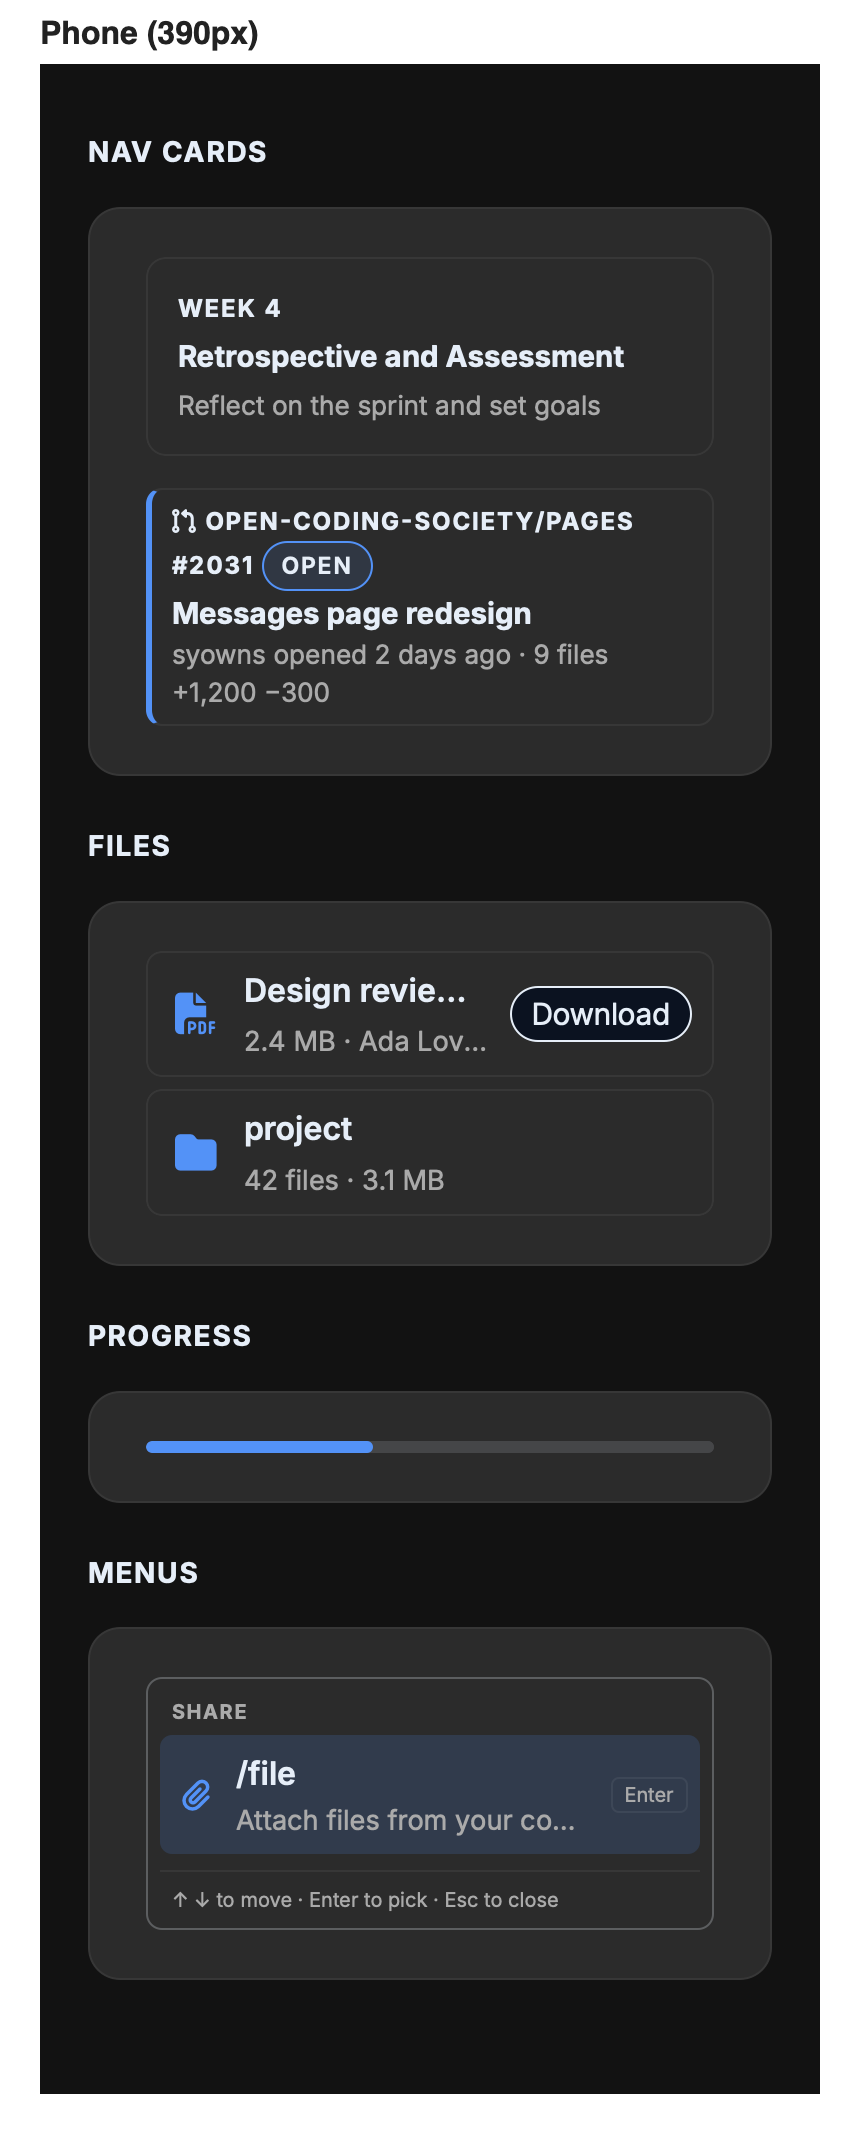 Phone (390px)
NAV CARDS
WEEK 4
Retrospective and Assessment
Reflect on the sprint and set goals
OPEN-CODING-SOCIETY/PAGES
#2031 OPEN
Messages page redesign
syowns opened 2 days ago · 9 files
+1,200 −300
FILES
PDF
Design revie...
2.4 MB · Ada Lov...
Download
project
42 files · 3.1 MB
PROGRESS
MENUS
SHARE
/file
Attach files from your co...
Enter
↑ ↓ to move · Enter to pick · Esc to close